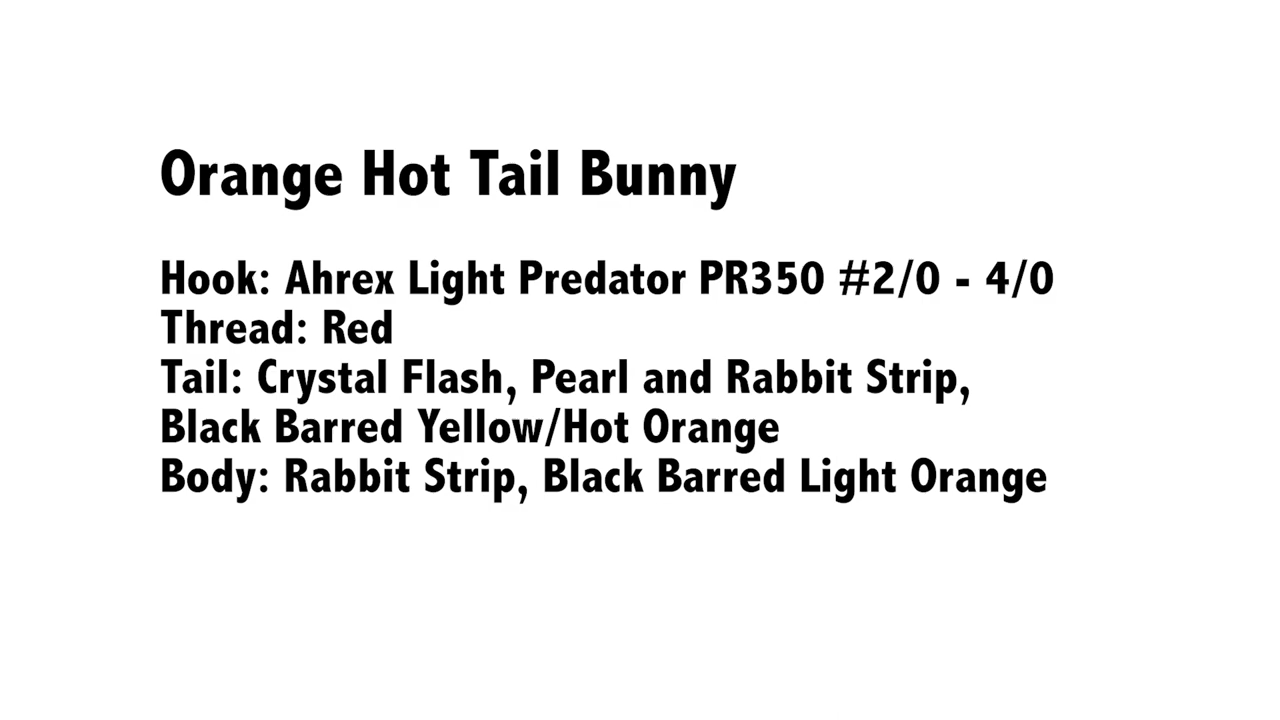 Orange Hot Tail Bunny
Hook: Ahrex Light Predator PR350 #2/0 - 4/0
Thread: Red
Tail: Crystal Flash, Pearl and Rabbit Strip,
Black Barred Yellow/Hot Orange
Body: Rabbit Strip, Black Barred Light Orange